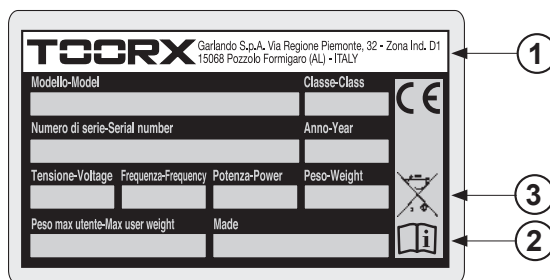 TOORX Garlando S.p.A. Via Regione Piemonte, 32 - Zona Ind. D1
15068 Pozzolo Formigaro (AL) - ITALY
1
Modello-Model Classe-Class
CE
Numero di serie-Serial number Anno-Year
Tensione-Voltage Frequenza-Frequency Potenza-Power Peso-Weight
3
Peso max utente-Max user weight Made
i
2